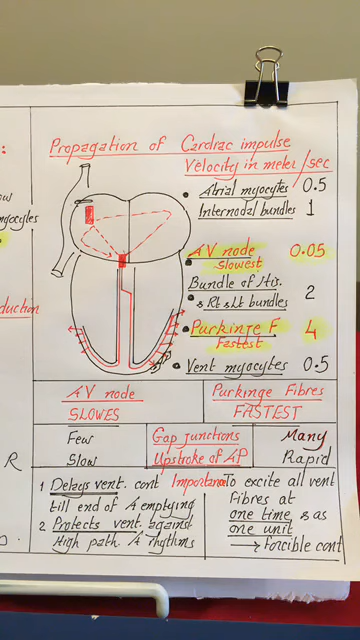 :
Propagation of Cardiac impulse
Velocity in meter / sec
Atrial myocytes 0.5
Internodal bundles 1
myocytes
AV node 0.05
Slowest
Bundle of His.
& Rt & Lt bundles 2
duction
Purkinje F 4
Fastest
Vent myocytes 0.5
AV node Purkinge Fibres
SLOWES FASTEST
Few Gap junctions Many
Slow Upstroke of AP Rapid
R
1 Delays vent. cont Important To excite all vent
till end of A emptying Fibres at
2 Protects vent. against one time & as
High path. A rhythms one unit
→ forcible cont